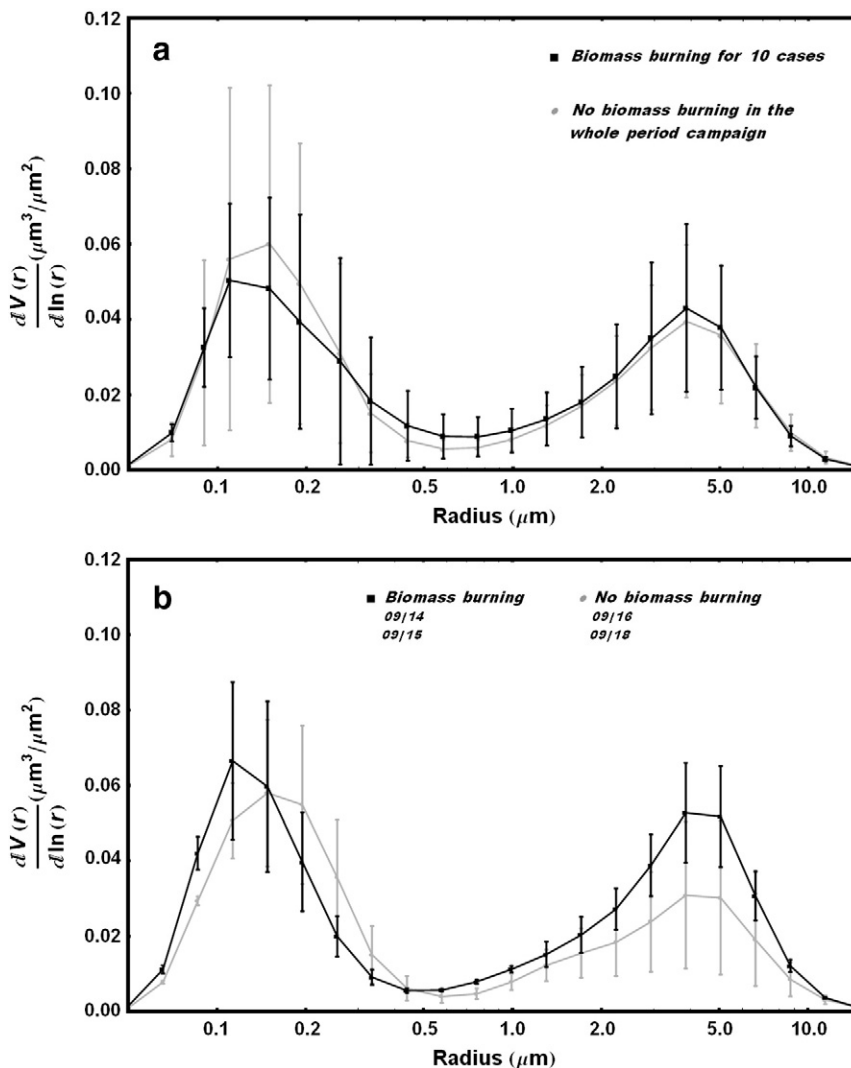 a
Biomass burning for 10 cases
No biomass burning in the
whole period campaign
0.12
0.10
0.08
0.06
0.04
0.02
0.00
dV(r)
dln(r)
(μm³/μm²)
0.1 0.2 0.5 1.0 2.0 5.0 10.0
Radius (μm)
b
Biomass burning
09/14
09/15
No biomass burning
09/16
09/18
0.12
0.10
0.08
0.06
0.04
0.02
0.00
dV(r)
dln(r)
(μm³/μm²)
0.1 0.2 0.5 1.0 2.0 5.0 10.0
Radius (μm)